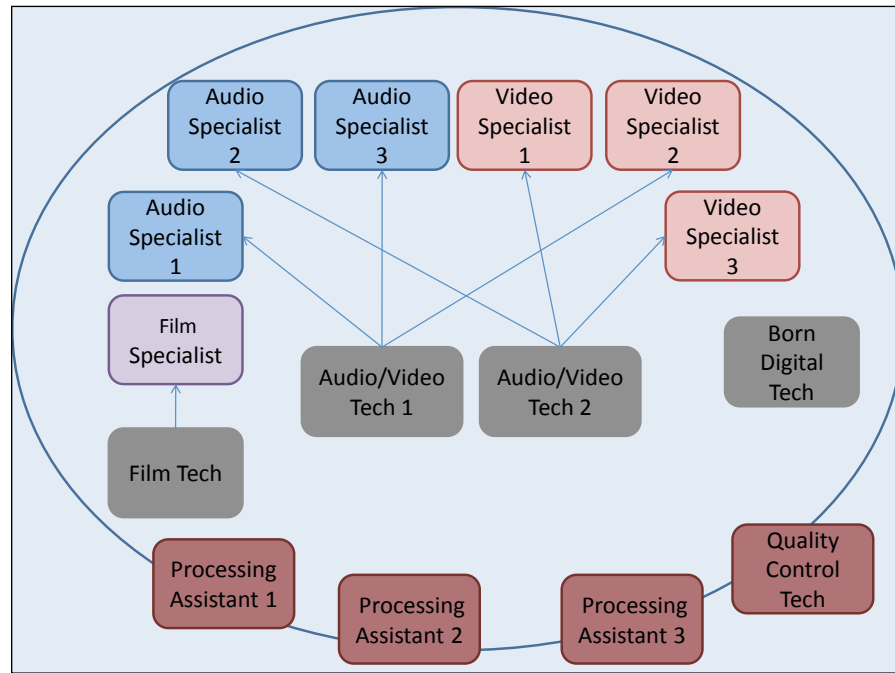 Audio
Specialist
2
Audio
Specialist
3
Video
Specialist
1
Video
Specialist
2
Audio
Specialist
1
Video
Specialist
3
Film
Specialist
Audio/Video
Tech 1
Audio/Video
Tech 2
Born
Digital
Tech
Film Tech
Processing
Assistant 1
Processing
Assistant 2
Processing
Assistant 3
Quality
Control
Tech